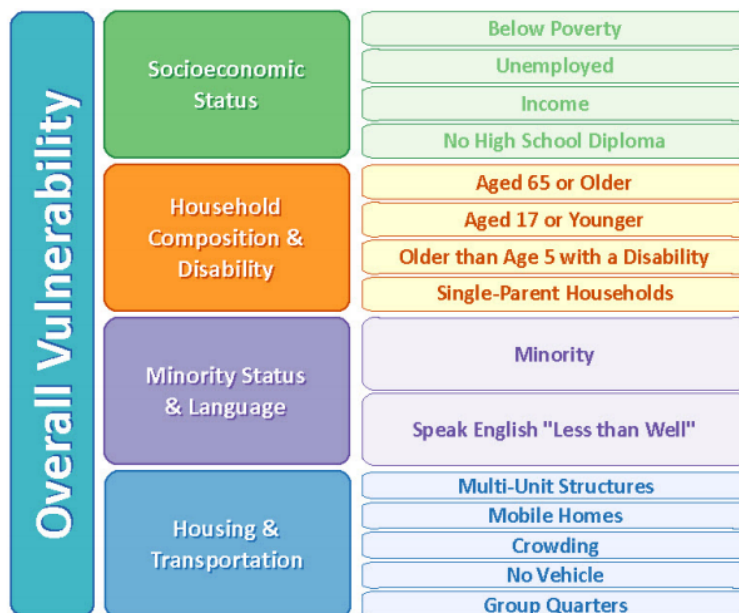 Overall Vulnerability
Socioeconomic
Status
Below Poverty
Unemployed
Income
No High School Diploma
Household
Composition &
Disability
Aged 65 or Older
Aged 17 or Younger
Older than Age 5 with a Disability
Single-Parent Households
Minority Status
& Language
Minority
Speak English "Less than Well"
Housing &
Transportation
Multi-Unit Structures
Mobile Homes
Crowding
No Vehicle
Group Quarters